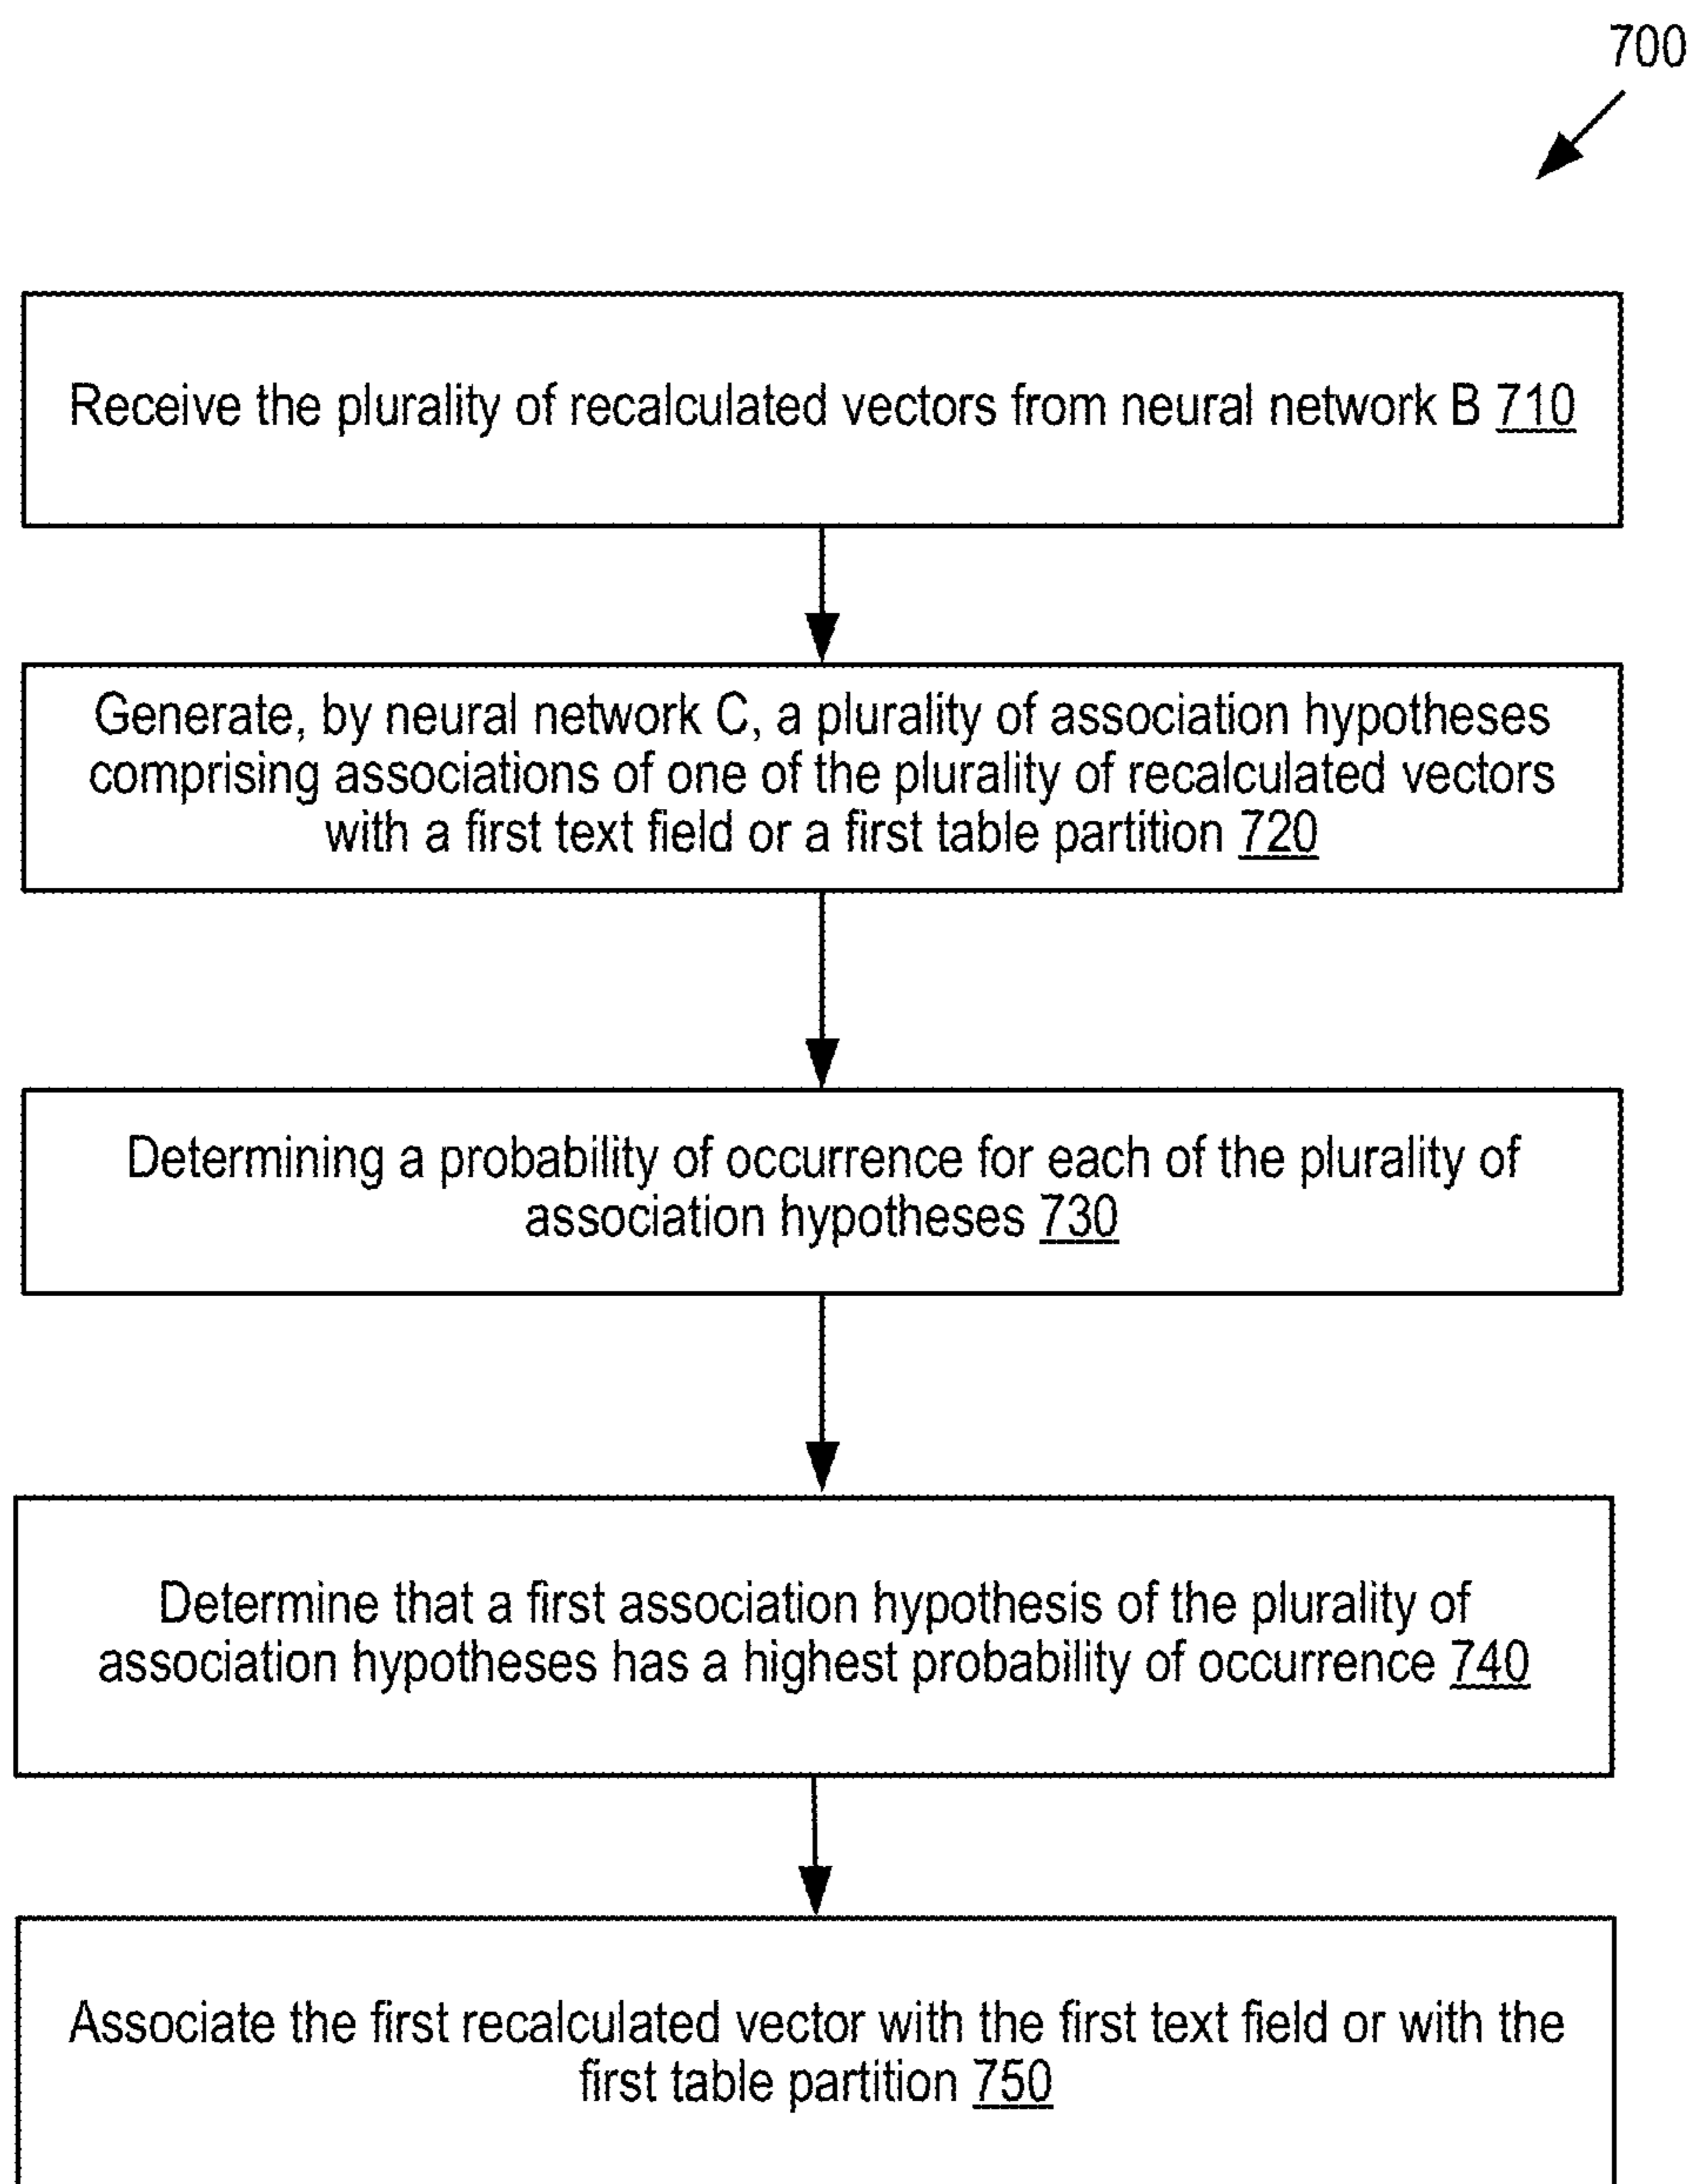 700
Receive the plurality of recalculated vectors from neural network B 710
Generate, by neural network C, a plurality of association hypotheses
comprising associations of one of the plurality of recalculated vectors
with a first text field or a first table partition 720
Determining a probability of occurrence for each of the plurality of
association hypotheses 730
Determine that a first association hypothesis of the plurality of
association hypotheses has a highest probability of occurrence 740
Associate the first recalculated vector with the first text field or with the
first table partition 750